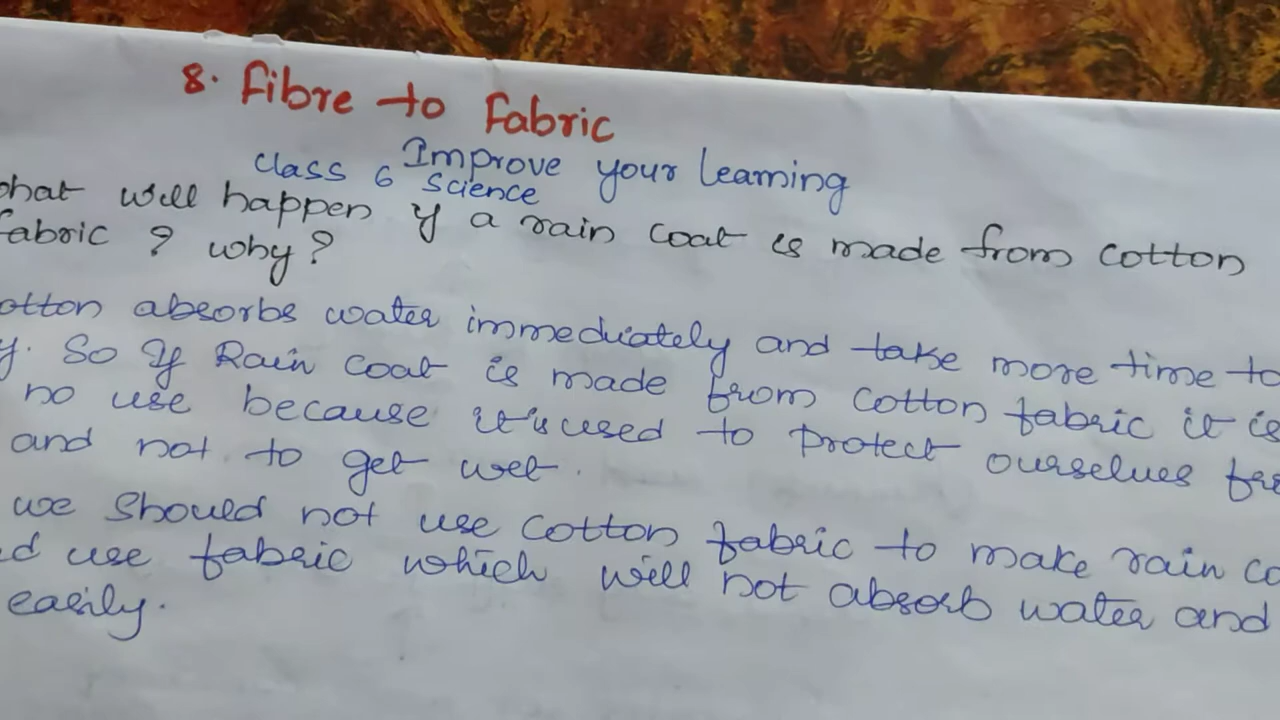 8. Fibre to Fabric
Improve your learning
class 6 Science
what will happen if a rain coat is made from cotton
fabric ? why?
otton absorbs water immediately and take more time to
y. So If Rain coat is made from cotton fabric it is
no use because it's used to protect ourselves fro
and not to get wet.
we should not use cotton fabric to make rain co
d use fabric which will not absorb water and
easily.